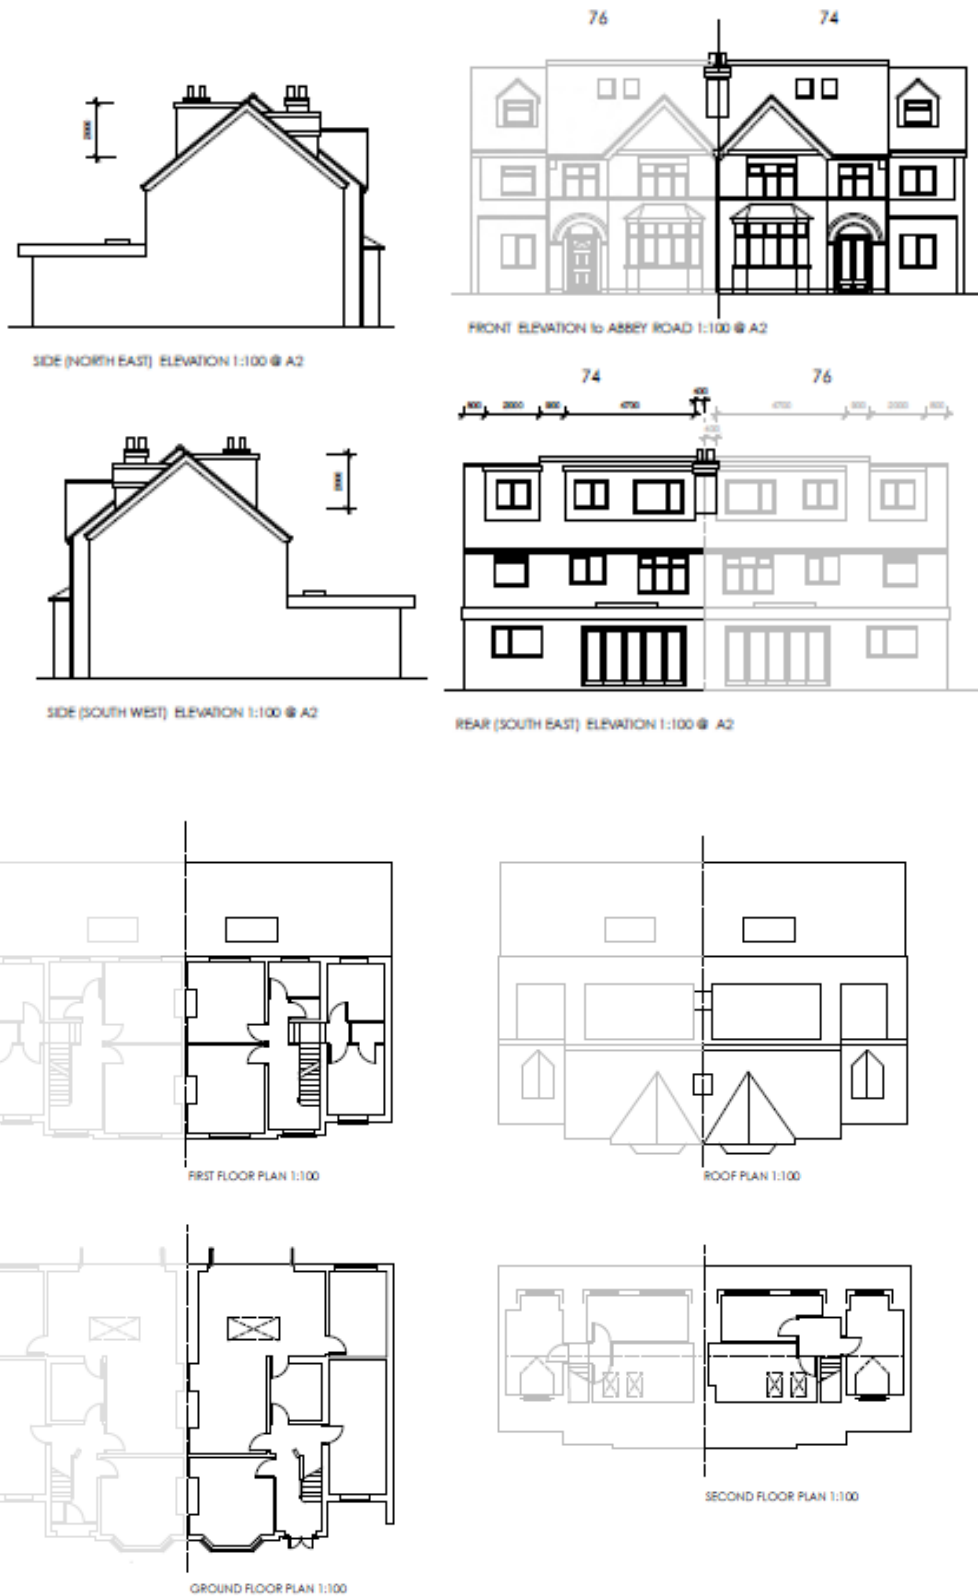 76 74
FRONT ELEVATION to ABBEY ROAD 1:100 @ A2
SIDE (NORTH EAST) ELEVATION 1:100 @ A2
74 76
4700
SIDE (SOUTH WEST) ELEVATION 1:100 @ A2
REAR (SOUTH EAST) ELEVATION 1:100 @ A2
FIRST FLOOR PLAN 1:100
ROOF PLAN 1:100
SECOND FLOOR PLAN 1:100
GROUND FLOOR PLAN 1:100